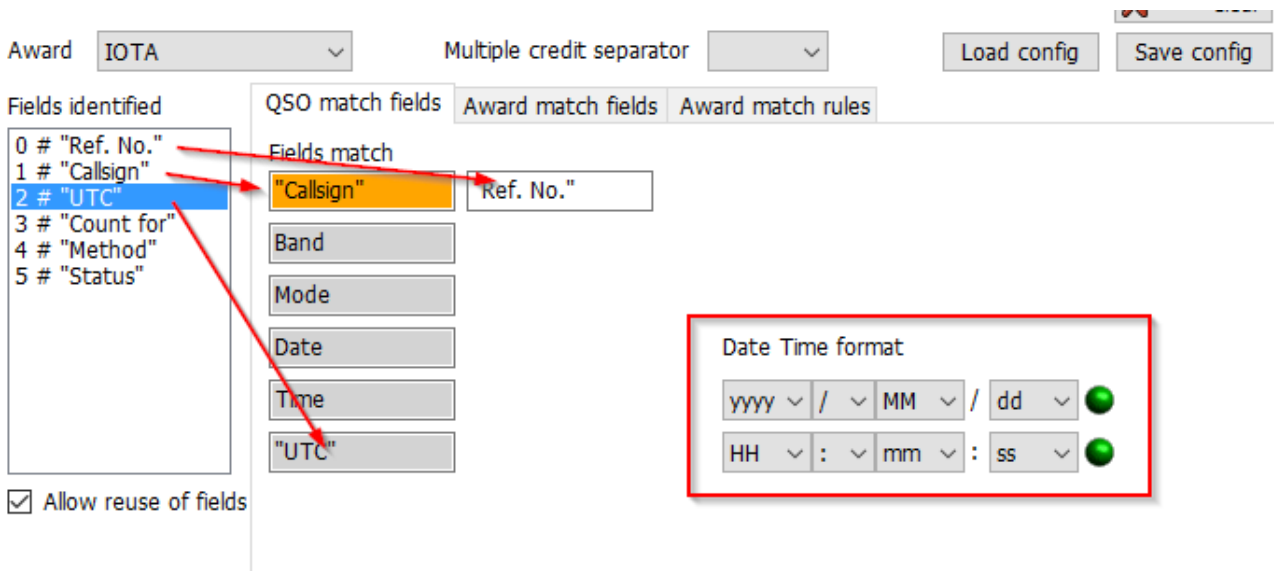 Award IOTA Multiple credit separator Load config Save config
Fields identified QSO match fields Award match fields Award match rules
0 # "Ref. No."
1 # "Callsign"
2 # "UTC"
3 # "Count for"
4 # "Method"
5 # "Status"
Fields match
"Callsign" Ref. No."
Band
Mode
Date
Time
"UTC"
Date Time format
yyyy / MM / dd
HH : mm : ss
Allow reuse of fields